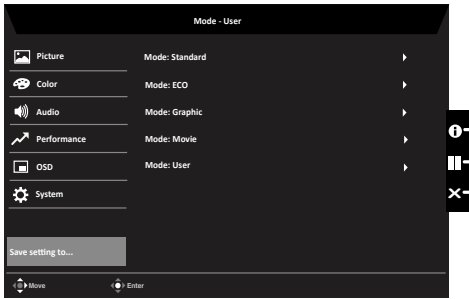 Mode - User
Picture
Color
Audio
Performance
OSD
System
Save setting to...
Mode: Standard
Mode: ECO
Mode: Graphic
Mode: Movie
Mode: User
Move
Enter